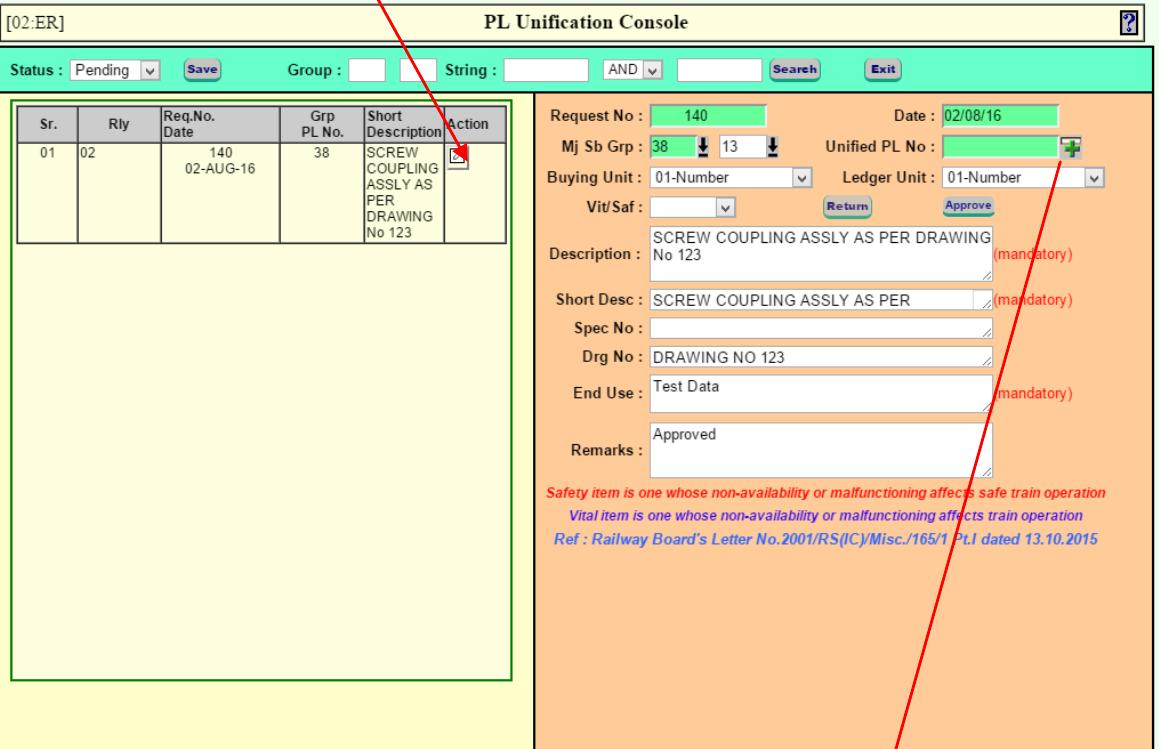 [02:ER] PL Unification Console ?
Status : Pending Save Group : String : AND Search Exit
Sr. Rly Req.No. Date Grp PL No. Short Description Action
01 02 140 02-AUG-16 38 SCREW
COUPLING
ASSLY AS
PER
DRAWING
No 123
Request No : 140 Date : 02/08/16
Mj Sb Grp : 38 13 Unified PL No :
Buying Unit : 01-Number Ledger Unit : 01-Number
Vit/Saf : Return Approve
Description : SCREW COUPLING ASSLY AS PER DRAWING
No 123 (mandatory)
Short Desc : SCREW COUPLING ASSLY AS PER (mandatory)
Spec No :
Drg No : DRAWING NO 123
End Use : Test Data (mandatory)
Remarks : Approved
Safety item is one whose non-availability or malfunctioning affects safe train operation
Vital item is one whose non-availability or malfunctioning affects train operation
Ref : Railway Board's Letter No.2001/RS(IC)/Misc./165/1 Pt.I dated 13.10.2015